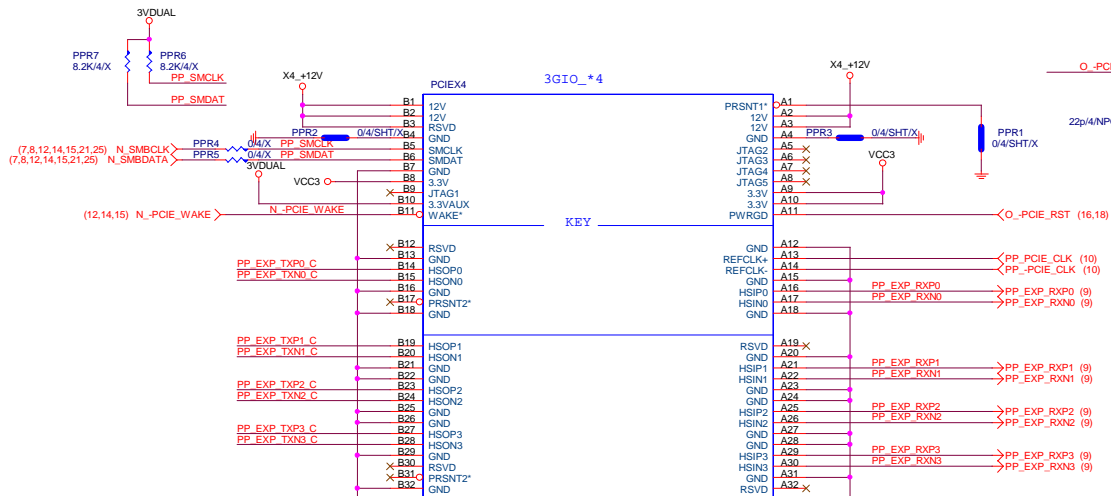 3VDUAL
PPR7
8.2K/4/X
PPR6
8.2K/4/X
PP_SMCLK
PP_SMDAT
X4_+12V
PCIEX4
3GIO_*4
X4_+12V
O_-PCI
22p/4/NPO
B1 12V
B2 12V
B3 RSVD
PPR2 0/4/SHT/X B4 GND
(7,8,12,14,15,21,25) N_SMBCLK PPR4 0/4/X PP_SMCLK B5 SMCLK
(7,8,12,14,15,21,25) N_SMBDATA PPR5 0/4/X PP_SMDAT B6 SMDAT
3VDUAL B7 GND
VCC3 B8 3.3V
B9 JTAG1
B10 3.3VAUX
(12,14,15) N_-PCIE_WAKE N_-PCIE_WAKE B11 WAKE*
PRSNT1* A1
12V A2
12V A3
GND A4 PPR3 0/4/SHT/X
JTAG2 A5
JTAG3 A6
JTAG4 A7
JTAG5 A8
3.3V A9
3.3V A10
PWRGD A11 O_-PCIE_RST (16,18)
VCC3
PPR1
0/4/SHT/X
KEY
B12 RSVD
B13 GND
PP_EXP_TXP0_C B14 HSOP0
PP_EXP_TXN0_C B15 HSON0
B16 GND
B17 PRSNT2*
B18 GND
GND A12
REFCLK+ A13 PP_PCIE_CLK (10)
REFCLK- A14 PP_-PCIE_CLK (10)
GND A15
HSIP0 A16 PP_EXP_RXP0 PP_EXP_RXP0 (9)
HSIN0 A17 PP_EXP_RXN0 PP_EXP_RXN0 (9)
GND A18
PP_EXP_TXP1_C B19 HSOP1
PP_EXP_TXN1_C B20 HSON1
B21 GND
B22 GND
PP_EXP_TXP2_C B23 HSOP2
PP_EXP_TXN2_C B24 HSON2
B25 GND
B26 GND
PP_EXP_TXP3_C B27 HSOP3
PP_EXP_TXN3_C B28 HSON3
B29 GND
B30 RSVD
B31 PRSNT2*
B32 GND
RSVD A19
GND A20
HSIP1 A21 PP_EXP_RXP1 PP_EXP_RXP1 (9)
HSIN1 A22 PP_EXP_RXN1 PP_EXP_RXN1 (9)
GND A23
GND A24
HSIP2 A25 PP_EXP_RXP2 PP_EXP_RXP2 (9)
HSIN2 A26 PP_EXP_RXN2 PP_EXP_RXN2 (9)
GND A27
GND A28
HSIP3 A29 PP_EXP_RXP3 PP_EXP_RXP3 (9)
HSIN3 A30 PP_EXP_RXN3 PP_EXP_RXN3 (9)
GND A31
RSVD A32